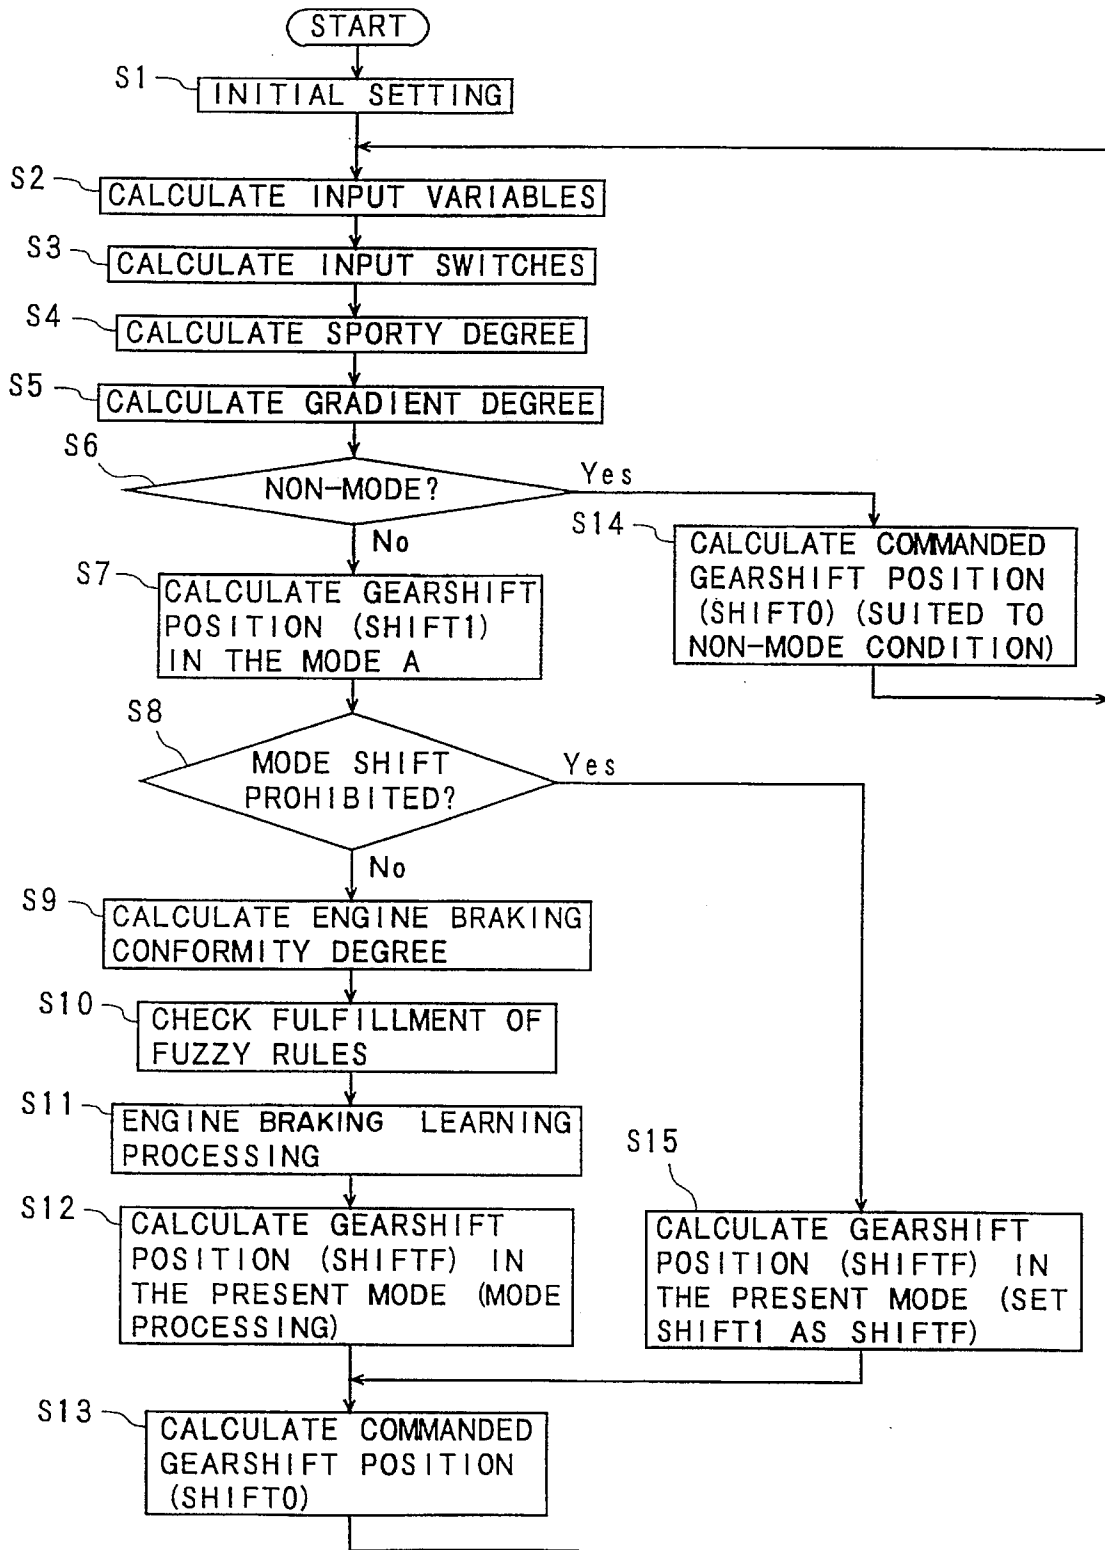 START
S1
INITIAL SETTING
S2
CALCULATE INPUT VARIABLES
S3
CALCULATE INPUT SWITCHES
S4
CALCULATE SPORTY DEGREE
S5
CALCULATE GRADIENT DEGREE
S6
NON-MODE?
Yes
No
S14
CALCULATE COMMANDED
GEARSHIFT POSITION
(SHIFT0) (SUITED TO
NON-MODE CONDITION)
S7
CALCULATE GEARSHIFT
POSITION (SHIFT1)
IN THE MODE A
S8
MODE SHIFT
PROHIBITED?
Yes
No
S9
CALCULATE ENGINE BRAKING
CONFORMITY DEGREE
S10
CHECK FULFILLMENT OF
FUZZY RULES
S11
ENGINE BRAKING LEARNING
PROCESSING
S12
CALCULATE GEARSHIFT
POSITION (SHIFTF) IN
THE PRESENT MODE (MODE
PROCESSING)
S15
CALCULATE GEARSHIFT
POSITION (SHIFTF) IN
THE PRESENT MODE (SET
SHIFT1 AS SHIFTF)
S13
CALCULATE COMMANDED
GEARSHIFT POSITION
(SHIFT0)